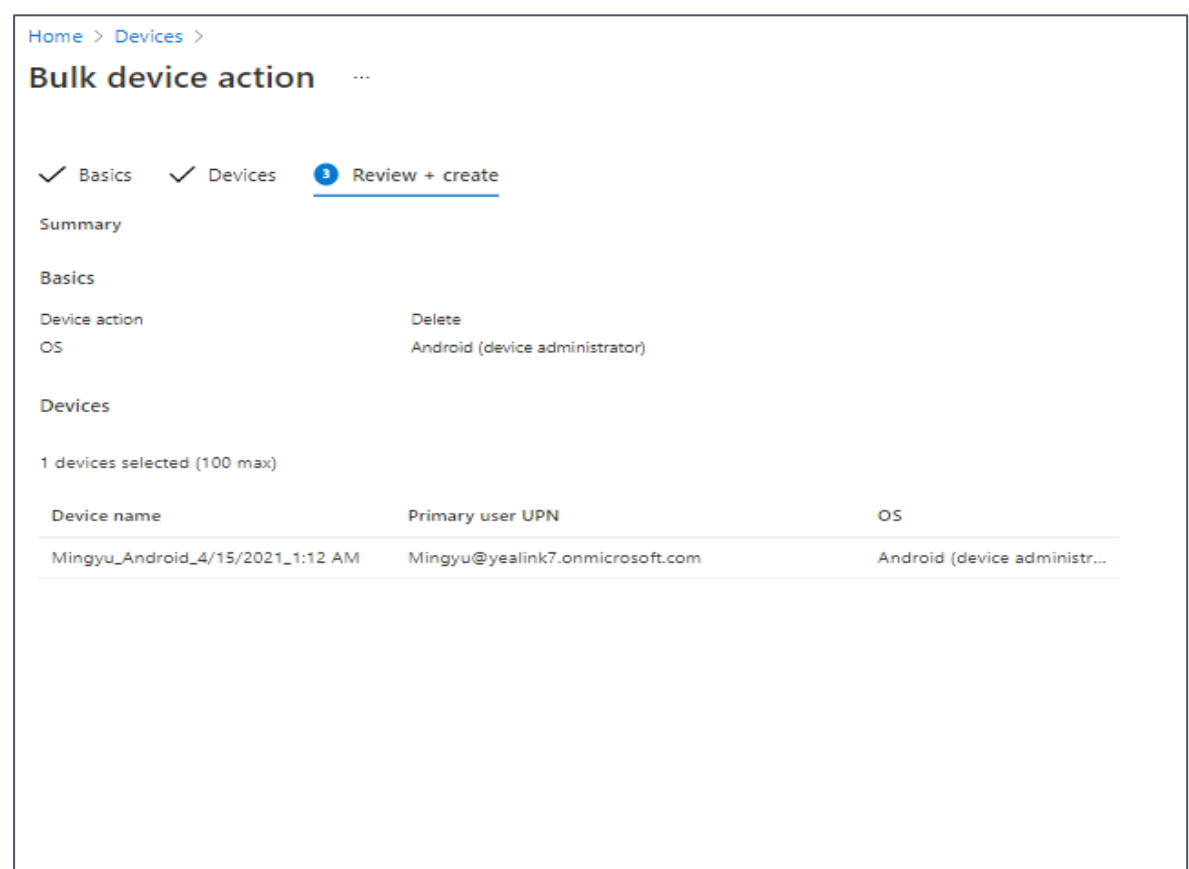 Home > Devices >
Bulk device action ...
Basics Devices 3 Review + create
Summary
Basics
Device action Delete
OS Android (device administrator)
Devices
1 devices selected (100 max)
Device name Primary user UPN OS
Mingyu_Android_4/15/2021_1:12 AM Mingyu@yealink7.onmicrosoft.com Android (device administr...